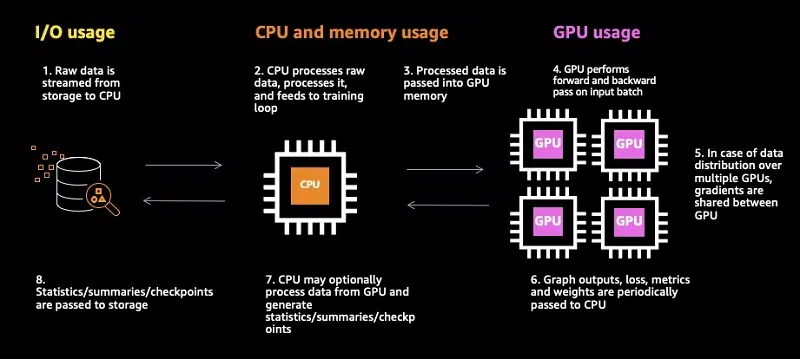 I/O usage
CPU and memory usage
GPU usage
1. Raw data is
streamed from
storage to CPU
2. CPU processes raw
data, processes it,
and feeds to training
loop
3. Processed data is
passed into GPU
memory
4. GPU performs
forward and backward
pass on input batch
CPU
GPU
GPU
GPU
GPU
5. In case of data
distribution over
multiple GPUs,
gradients are
shared between
GPU
8.
Statistics/summaries/checkpoints
are passed to storage
7. CPU may optionally
process data from GPU and
generate
statistics/summaries/checkp
oints
6. Graph outputs, loss, metrics
and weights are periodically
passed to CPU